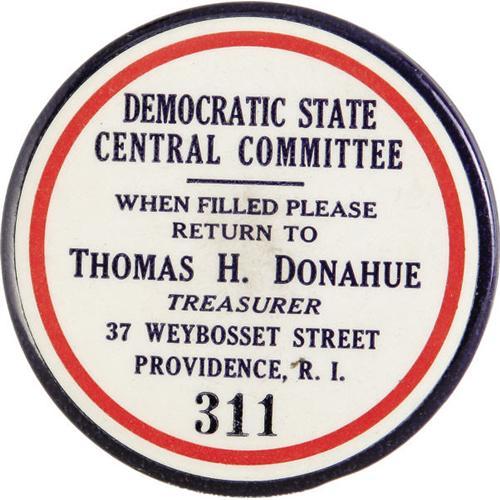 DEMOCRATIC STATE
CENTRAL COMMITTEE
WHEN FILLED PLEASE
RETURN TO
THOMAS H. DONAHUE
TREASURER
37 WEYBOSSET STREET
PROVIDENCE, R. I.
311